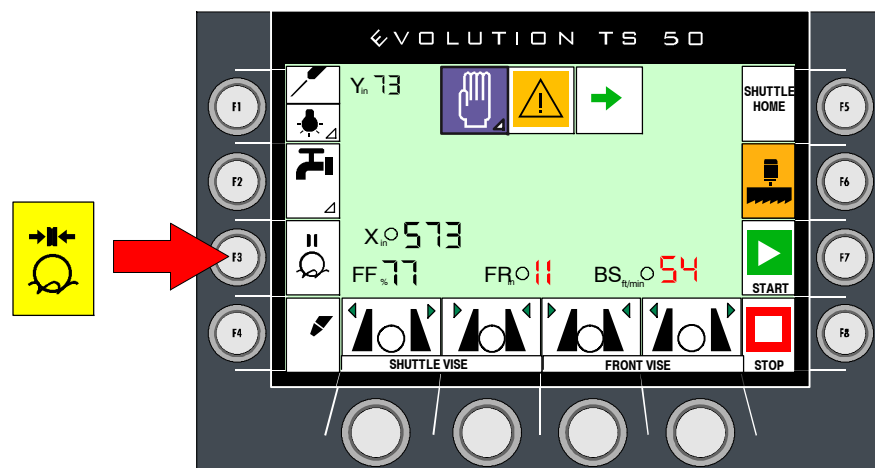 EVOLUTION TS 50
F1
Yin 73
SHUTTLE
HOME
F5
F2
F6
F3
Xin 573
F7
FF% 77
FRin 11
BSft/min 54
START
F4
F8
SHUTTLE VISE
FRONT VISE
STOP